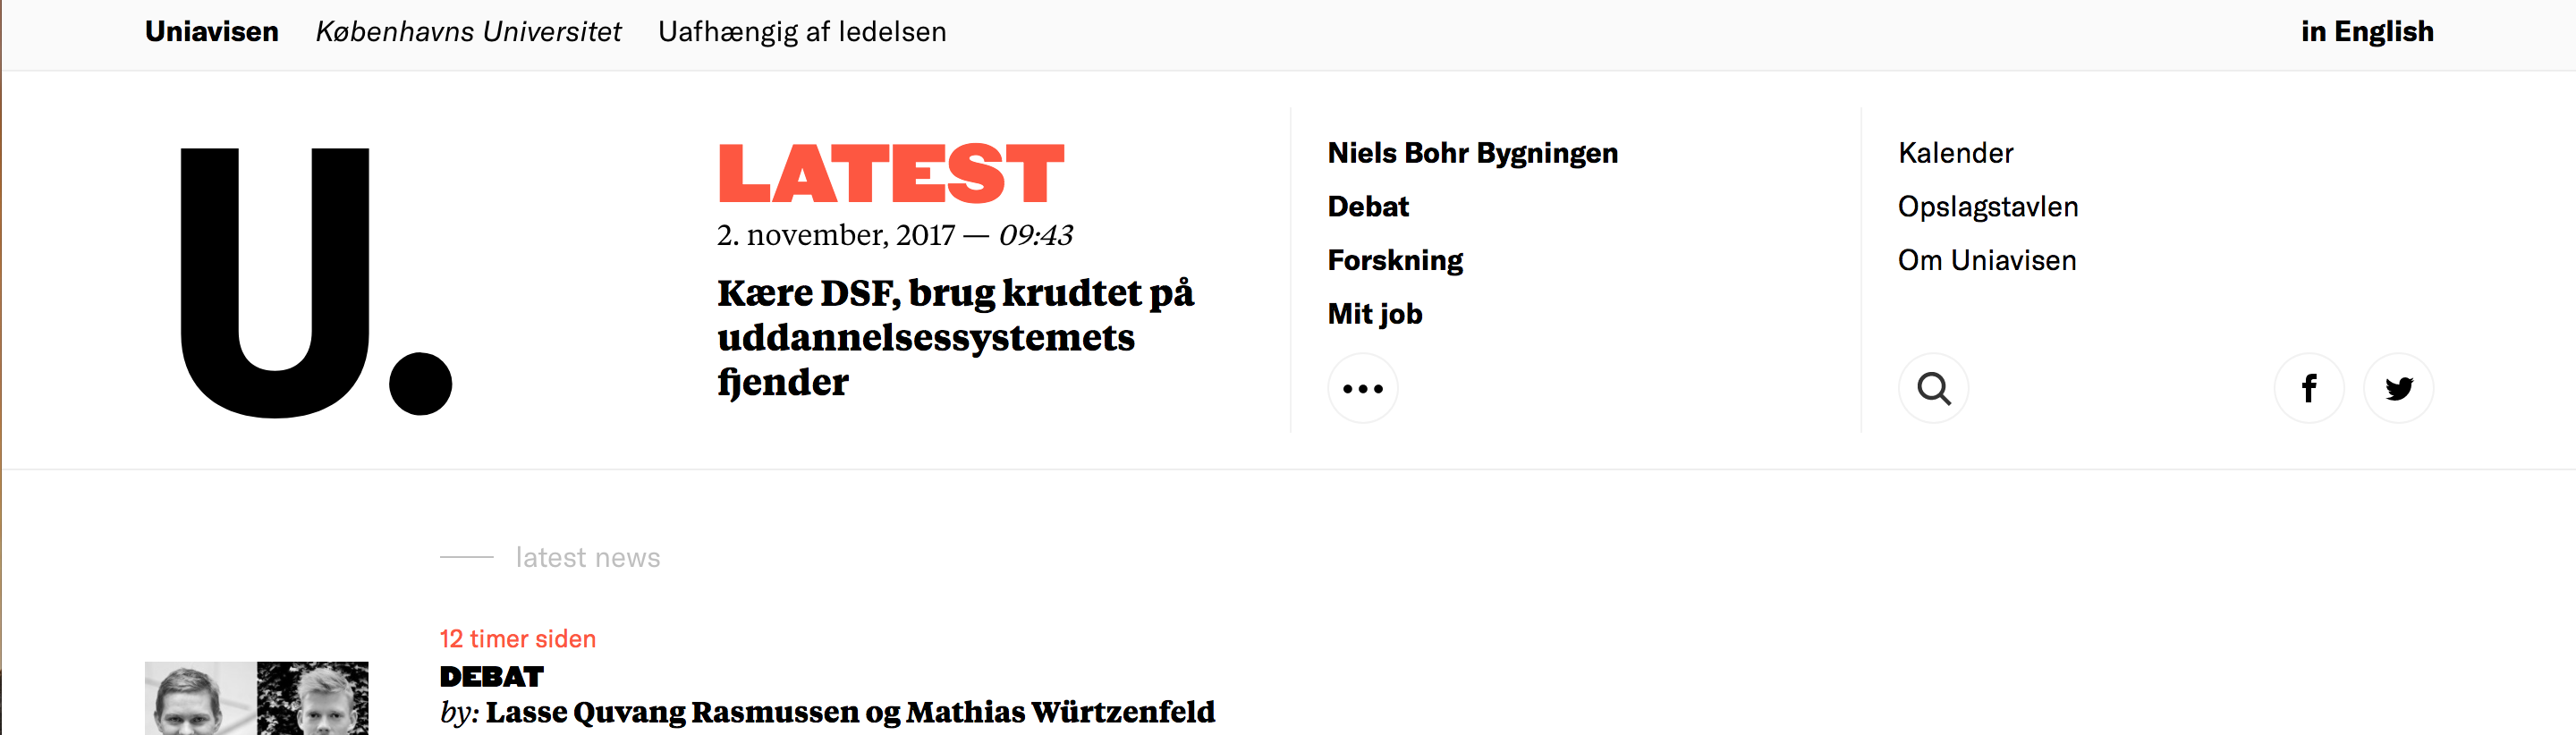 Uniavisen Københavns Universitet Uafhængig af ledelsen
in English
U.
LATEST
2. november, 2017 — 09:43
Kære DSF, brug krudtet på
uddannelsessystemets
fjender
Niels Bohr Bygningen
Debat
Forskning
Mit job
Kalender
Opslagstavlen
Om Uniavisen
latest news
12 timer siden
DEBAT
by: Lasse Quvang Rasmussen og Mathias Würtzenfeld